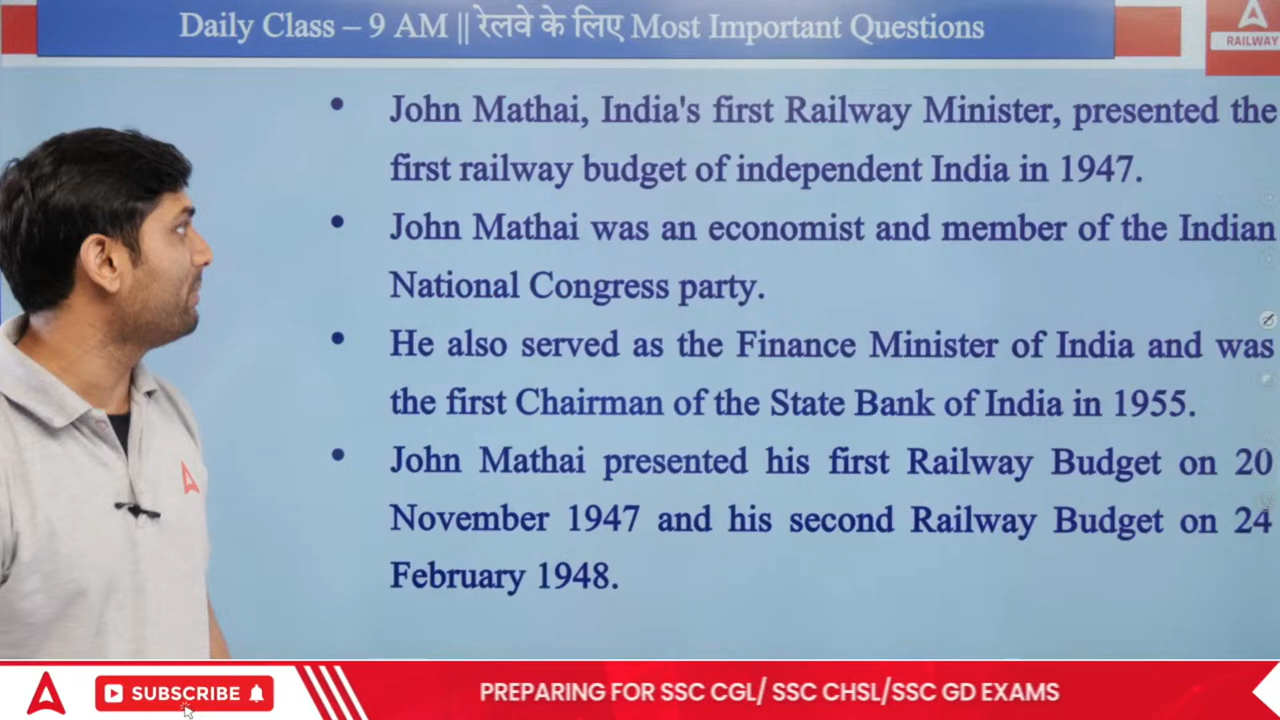 Daily Class – 9 AM || रेलवे के लिए Most Important Questions
RAILWAY
• John Mathai, India's first Railway Minister, presented the
first railway budget of independent India in 1947.
• John Mathai was an economist and member of the Indian
National Congress party.
• He also served as the Finance Minister of India and was
the first Chairman of the State Bank of India in 1955.
• John Mathai presented his first Railway Budget on 20
November 1947 and his second Railway Budget on 24
February 1948.
SUBSCRIBE
PREPARING FOR SSC CGL/ SSC CHSL/SSC GD EXAMS